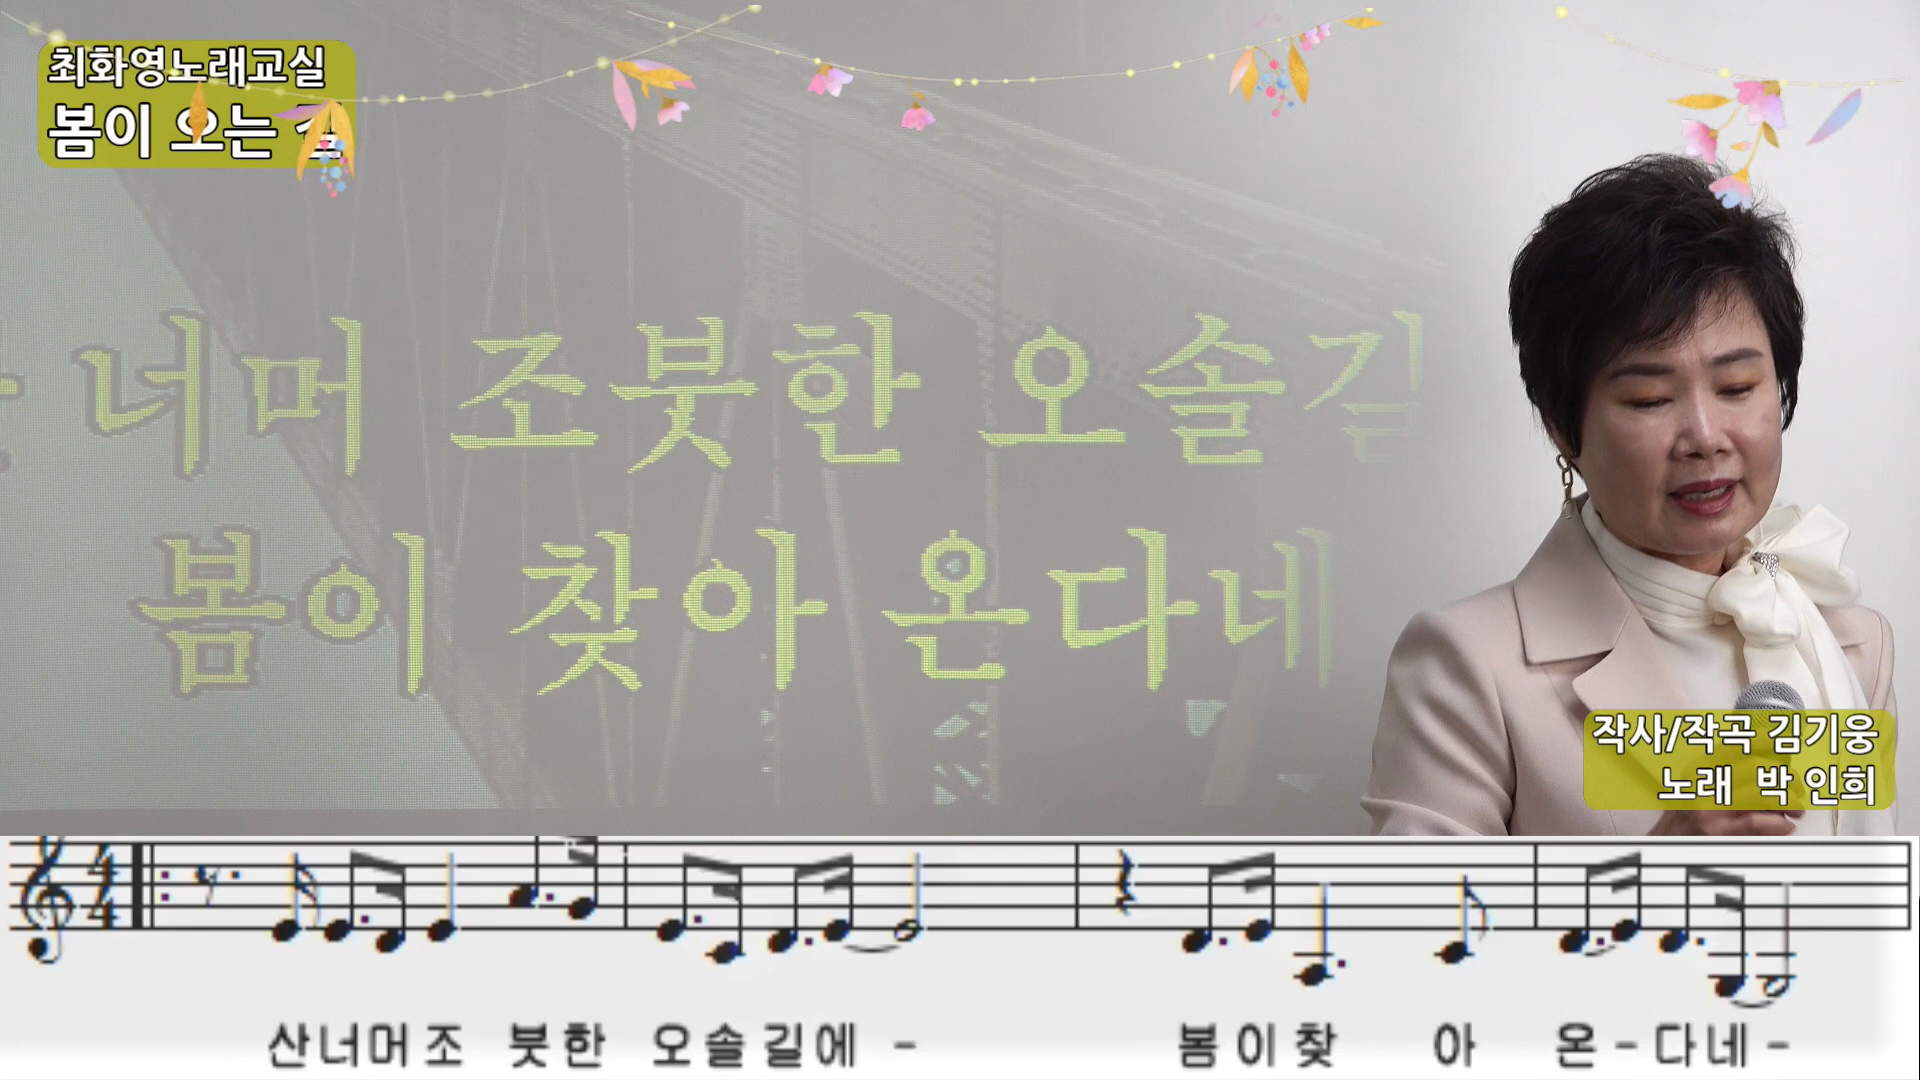 최화영노래교실
봄이 오는 길
너머 조붓한 오솔길
봄이 찾아 온다네
작사/작곡 김기웅
노래 박 인희
산너머조 붓한 오솔길에 - 봄이찾 아 온-다네-